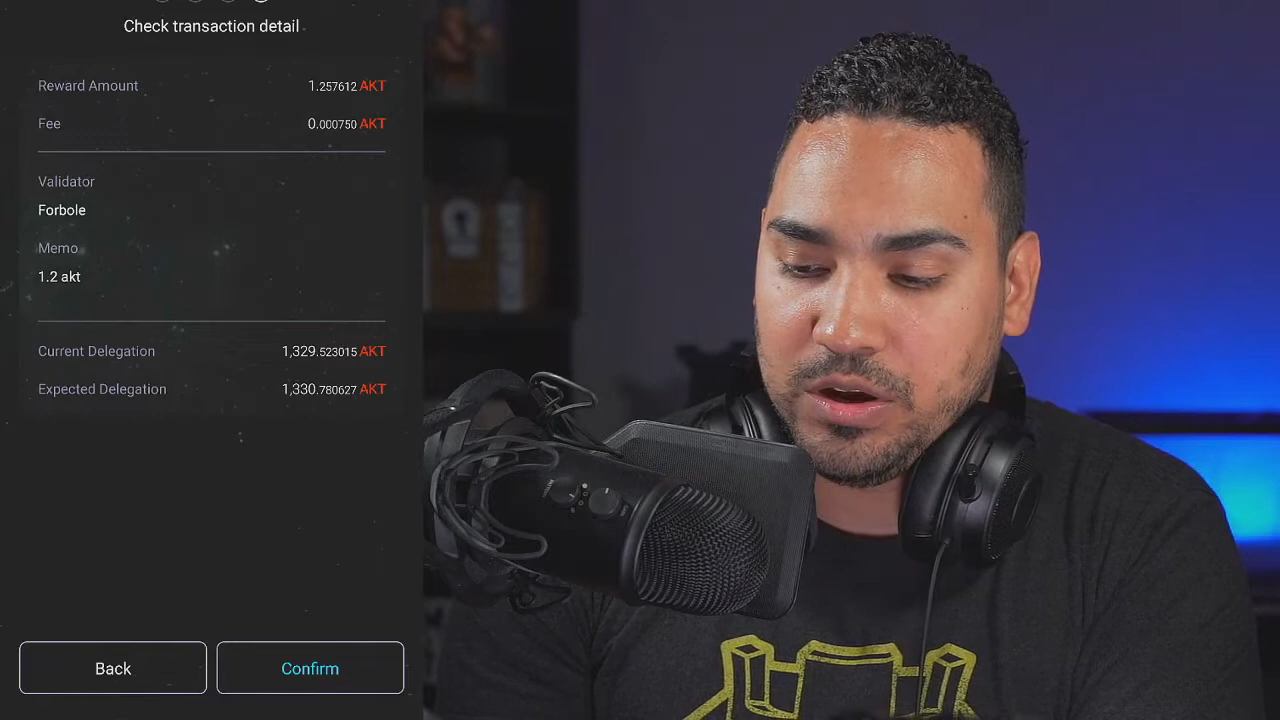 Check transaction detail
Reward Amount 1.257612 AKT
Fee 0.000750 AKT
Validator
Forbole
Memo
1.2 akt
Current Delegation 1,329.523015 AKT
Expected Delegation 1,330.780627 AKT
Back Confirm